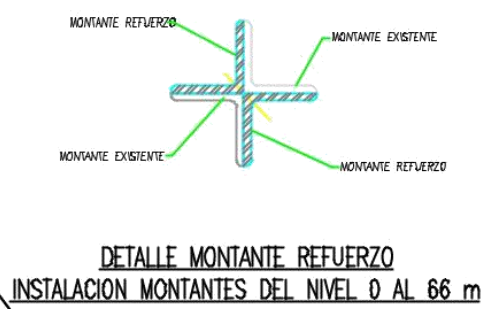 MONTANTE REFUERZO
MONTANTE EXISTENTE
MONTANTE EXISTENTE
MONTANTE REFUERZO
DETALLE MONTANTE REFUERZO
INSTALACION MONTANTES DEL NIVEL 0 AL 66 m